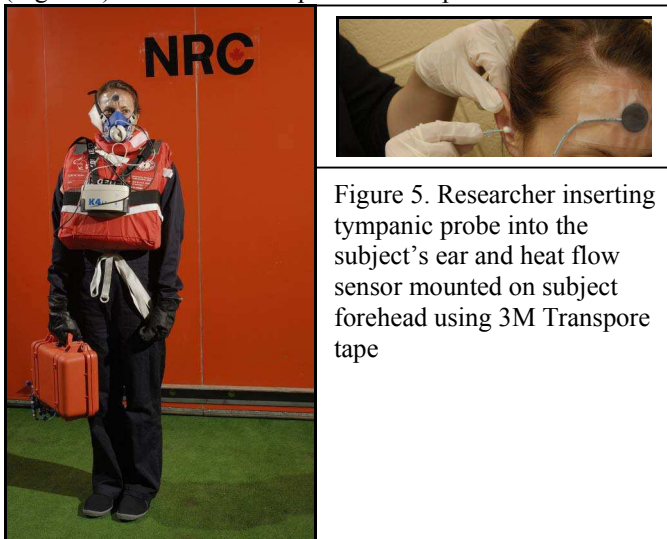 NRC
K4
Figure 5. Researcher inserting
tympanic probe into the
subject's ear and heat flow
sensor mounted on subject
forehead using 3M Transpore
tape